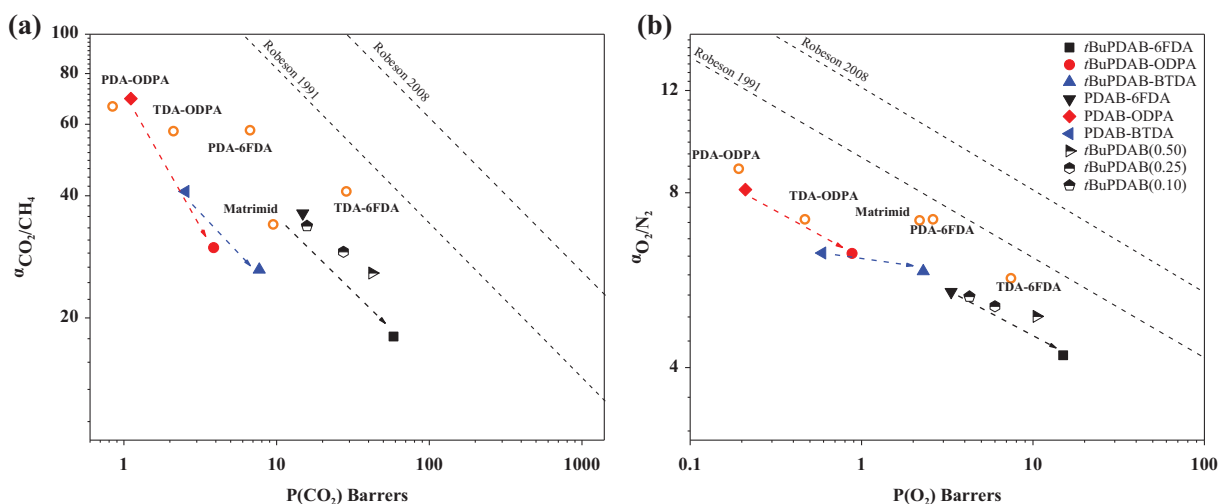 (a)
100
80
60
40
20
αCO₂/CH₄
PDA-ODPA
TDA-ODPA
PDA-6FDA
Matrimid
TDA-6FDA
Robeson 1991
Robeson 2008
1
10
100
1000
P(CO₂) Barrers
(b)
12
8
4
αO₂/N₂
Robeson 1991
Robeson 2008
PDA-ODPA
TDA-ODPA
Matrimid
PDA-6FDA
TDA-6FDA
tBuPDAB-6FDA
tBuPDAB-ODPA
tBuPDAB-BTDA
PDAB-6FDA
PDAB-ODPA
PDAB-BTDA
tBuPDAB(0.50)
tBuPDAB(0.25)
tBuPDAB(0.10)
0.1
1
10
100
P(O₂) Barrers